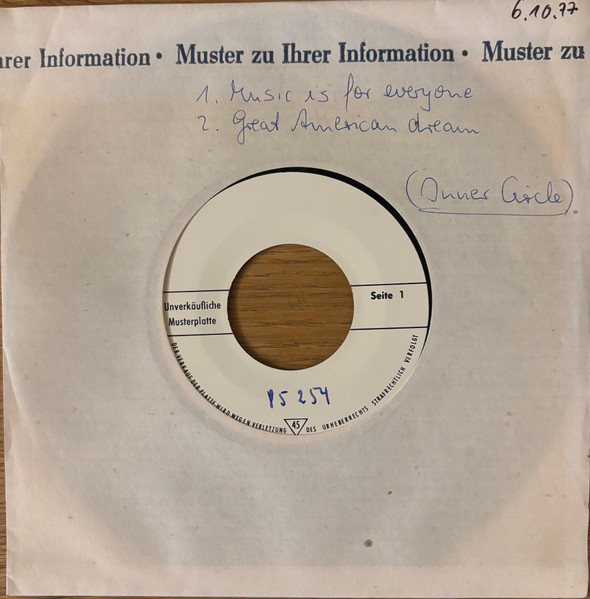 6.10.77
hrer Information • Muster zu Ihrer Information • Muster zu
1. Music is for everyone
2. Great American dream
(Inner Circle).
Unverkäufliche
Musterplatte
Seite 1
15 254
DER VERKAUF DER PLATTE WIRD WEGEN VERLETZUNG DES URHEBERRECHTS STRAFRECHTLICH VERFOLGT
45